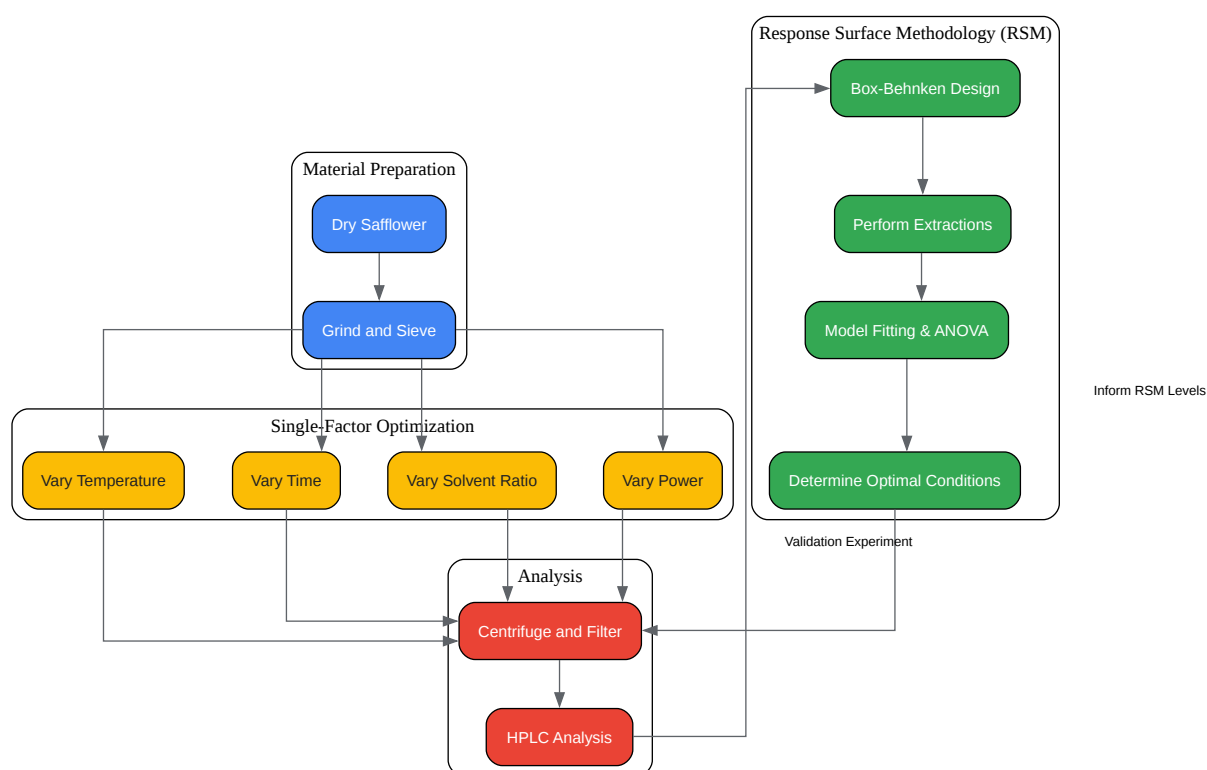 Response Surface Methodology (RSM)
Box-Behnken Design
Material Preparation
Dry Safflower
Perform Extractions
Grind and Sieve
Model Fitting & ANOVA
Inform RSM Levels
Single-Factor Optimization
Vary Temperature
Vary Time
Vary Solvent Ratio
Vary Power
Determine Optimal Conditions
Validation Experiment
Analysis
Centrifuge and Filter
HPLC Analysis